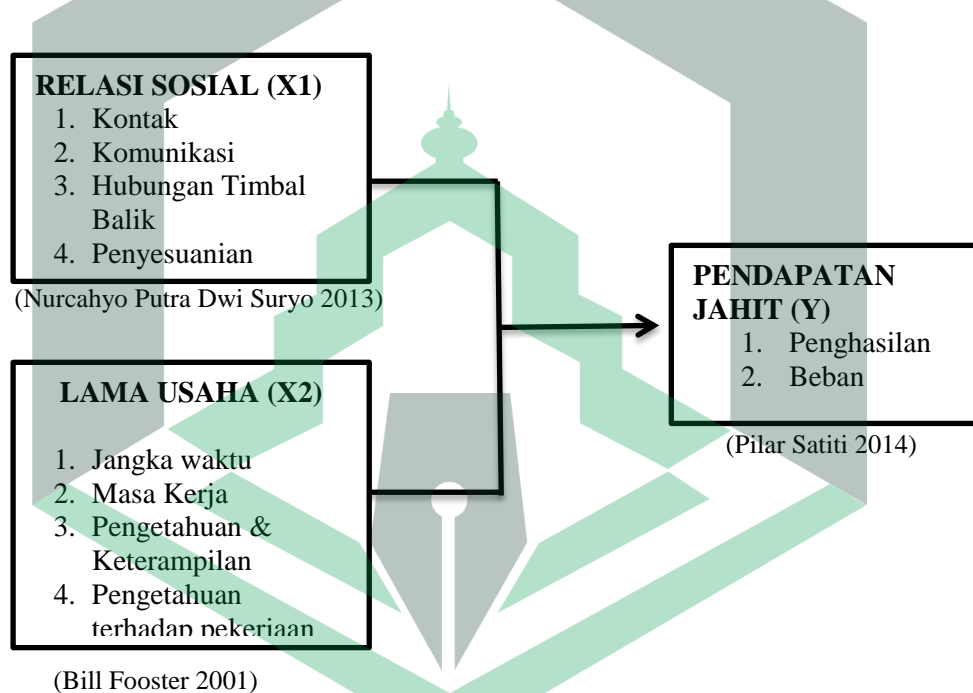 RELASI SOSIAL (X1)
1. Kontak
2. Komunikasi
3. Hubungan Timbal
Balik
4. Penyesuanian
(Nurcahyo Putra Dwi Suryo 2013)
LAMA USAHA (X2)
1. Jangka waktu
2. Masa Kerja
3. Pengetahuan &
Keterampilan
4. Pengetahuan
terhadap pekerjaan
(Bill Fooster 2001)
PENDAPATAN
JAHIT (Y)
1. Penghasilan
2. Beban
(Pilar Satiti 2014)